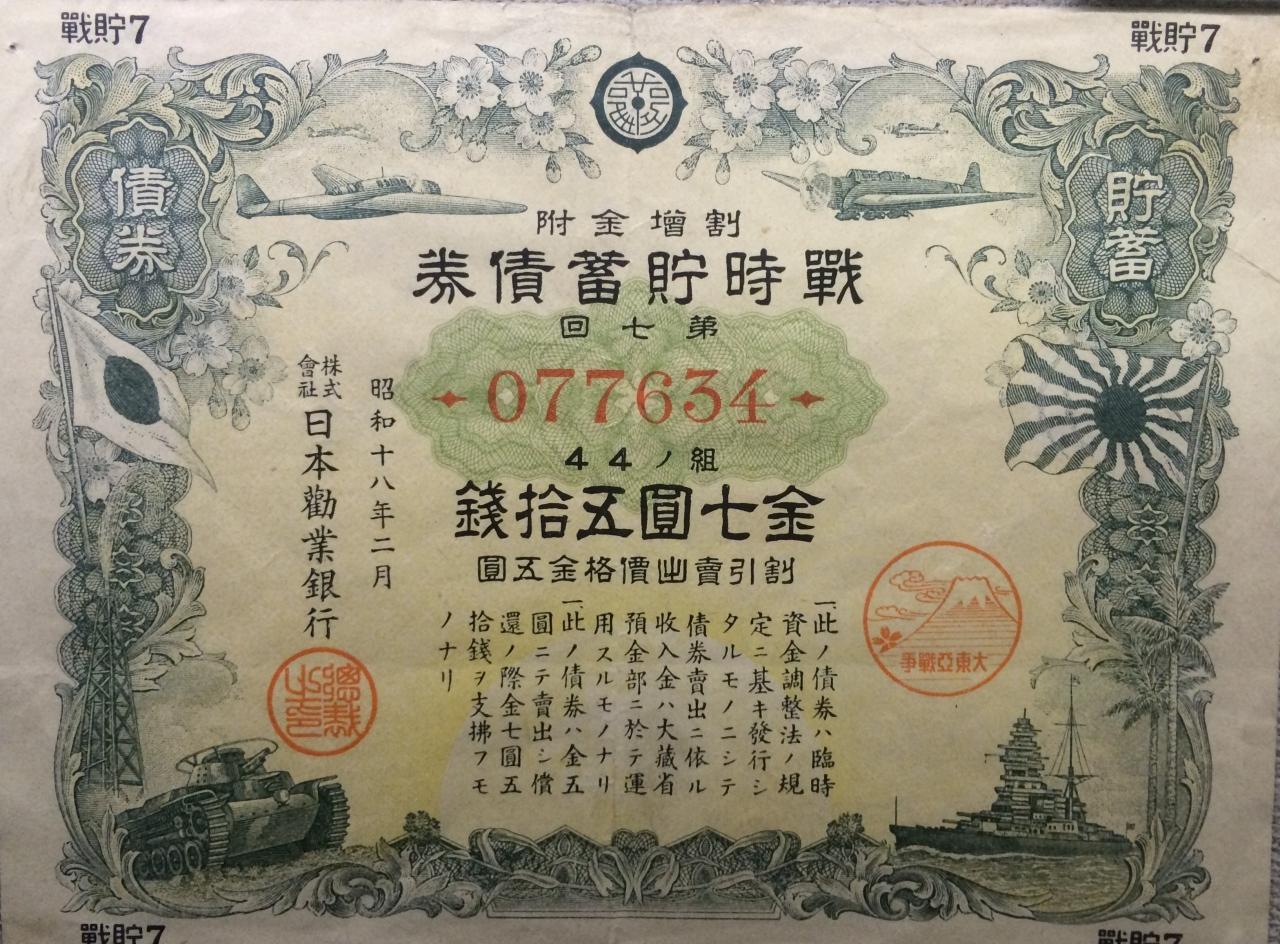 戰貯7
戰貯7
貯蓄
債券
割增金附
戰時貯蓄債券
第七回
077634
組ノ44
金七圓五拾錢
割引賣出價格金五圓
大東亞戰爭
一、此ノ債券ハ臨時
資金調整法ノ規
定ニ基キ發行シ
タルモノニシテ
債券賣出ニ依ル
收入金ハ大藏省
預金部ニ於テ運
用スルモノナリ
一、此ノ債券ハ金五
圓ニテ賣出シ償
還ノ際金七圓五
拾錢ヲ支拂フモ
ノナリ
昭和十八年二月
株式會社
日本勸業銀行
總裁之印
戰貯7
戰貯7